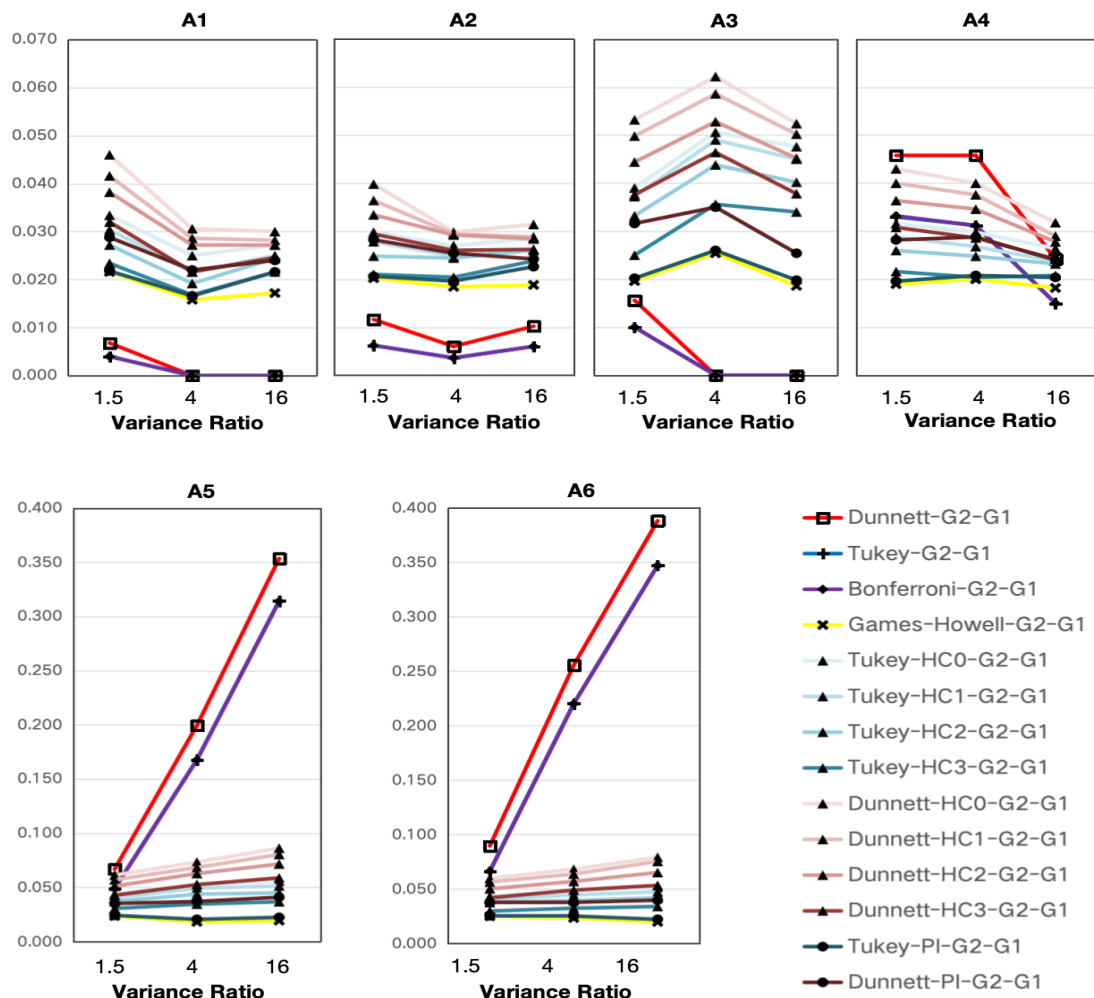 A1 A2 A3 A4
0.070
0.060
0.050
0.040
0.030
0.020
0.010
0.000
1.5 4 16 1.5 4 16 1.5 4 16 1.5 4 16
Variance Ratio Variance Ratio Variance Ratio Variance Ratio
A5 A6
0.400 0.400
0.350 0.350
0.300 0.300
0.250 0.250
0.200 0.200
0.150 0.150
0.100 0.100
0.050 0.050
0.000 0.000
1.5 4 16 1.5 4 16
Variance Ratio Variance Ratio
Dunnett-G2-G1
Tukey-G2-G1
Bonferroni-G2-G1
Games-Howell-G2-G1
Tukey-HC0-G2-G1
Tukey-HC1-G2-G1
Tukey-HC2-G2-G1
Tukey-HC3-G2-G1
Dunnett-HC0-G2-G1
Dunnett-HC1-G2-G1
Dunnett-HC2-G2-G1
Dunnett-HC3-G2-G1
Tukey-PI-G2-G1
Dunnett-PI-G2-G1